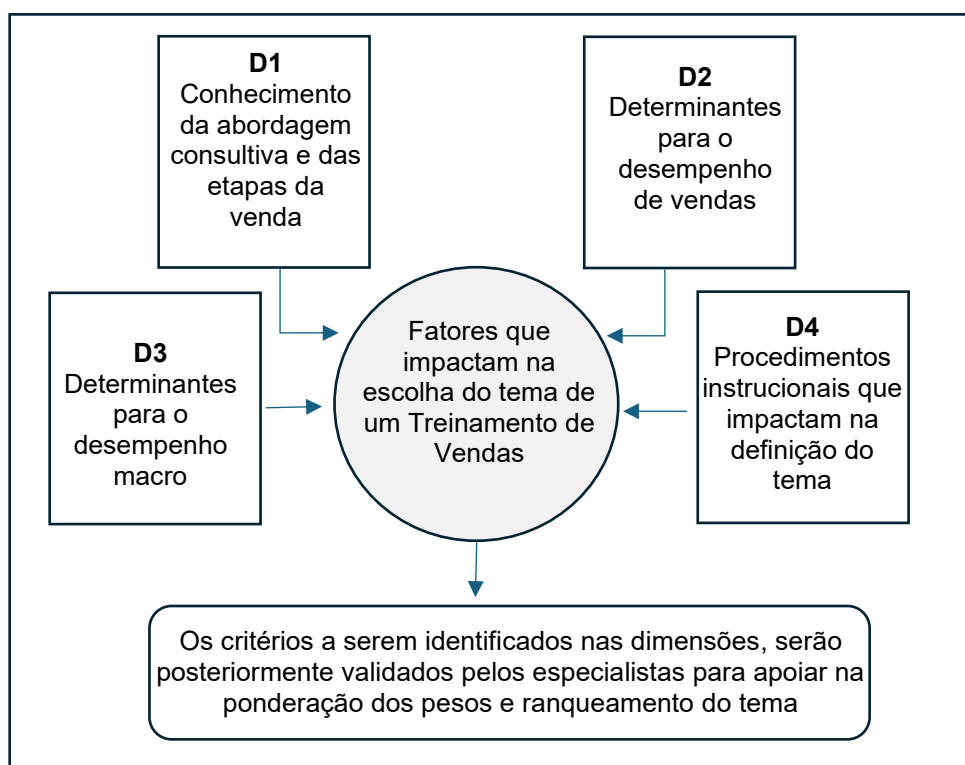 D1
Conhecimento
da abordagem
consultiva e das
etapas da
venda
D2
Determinantes
para o
desempenho
de vendas
D3
Determinantes
para o
desempenho
macro
Fatores que
impactam na
escolha do tema de
um Treinamento de
Vendas
D4
Procedimentos
instrucionais que
impactam na
definição do
tema
Os critérios a serem identificados nas dimensões, serão
posteriormente validados pelos especialistas para apoiar na
ponderação dos pesos e ranqueamento do tema